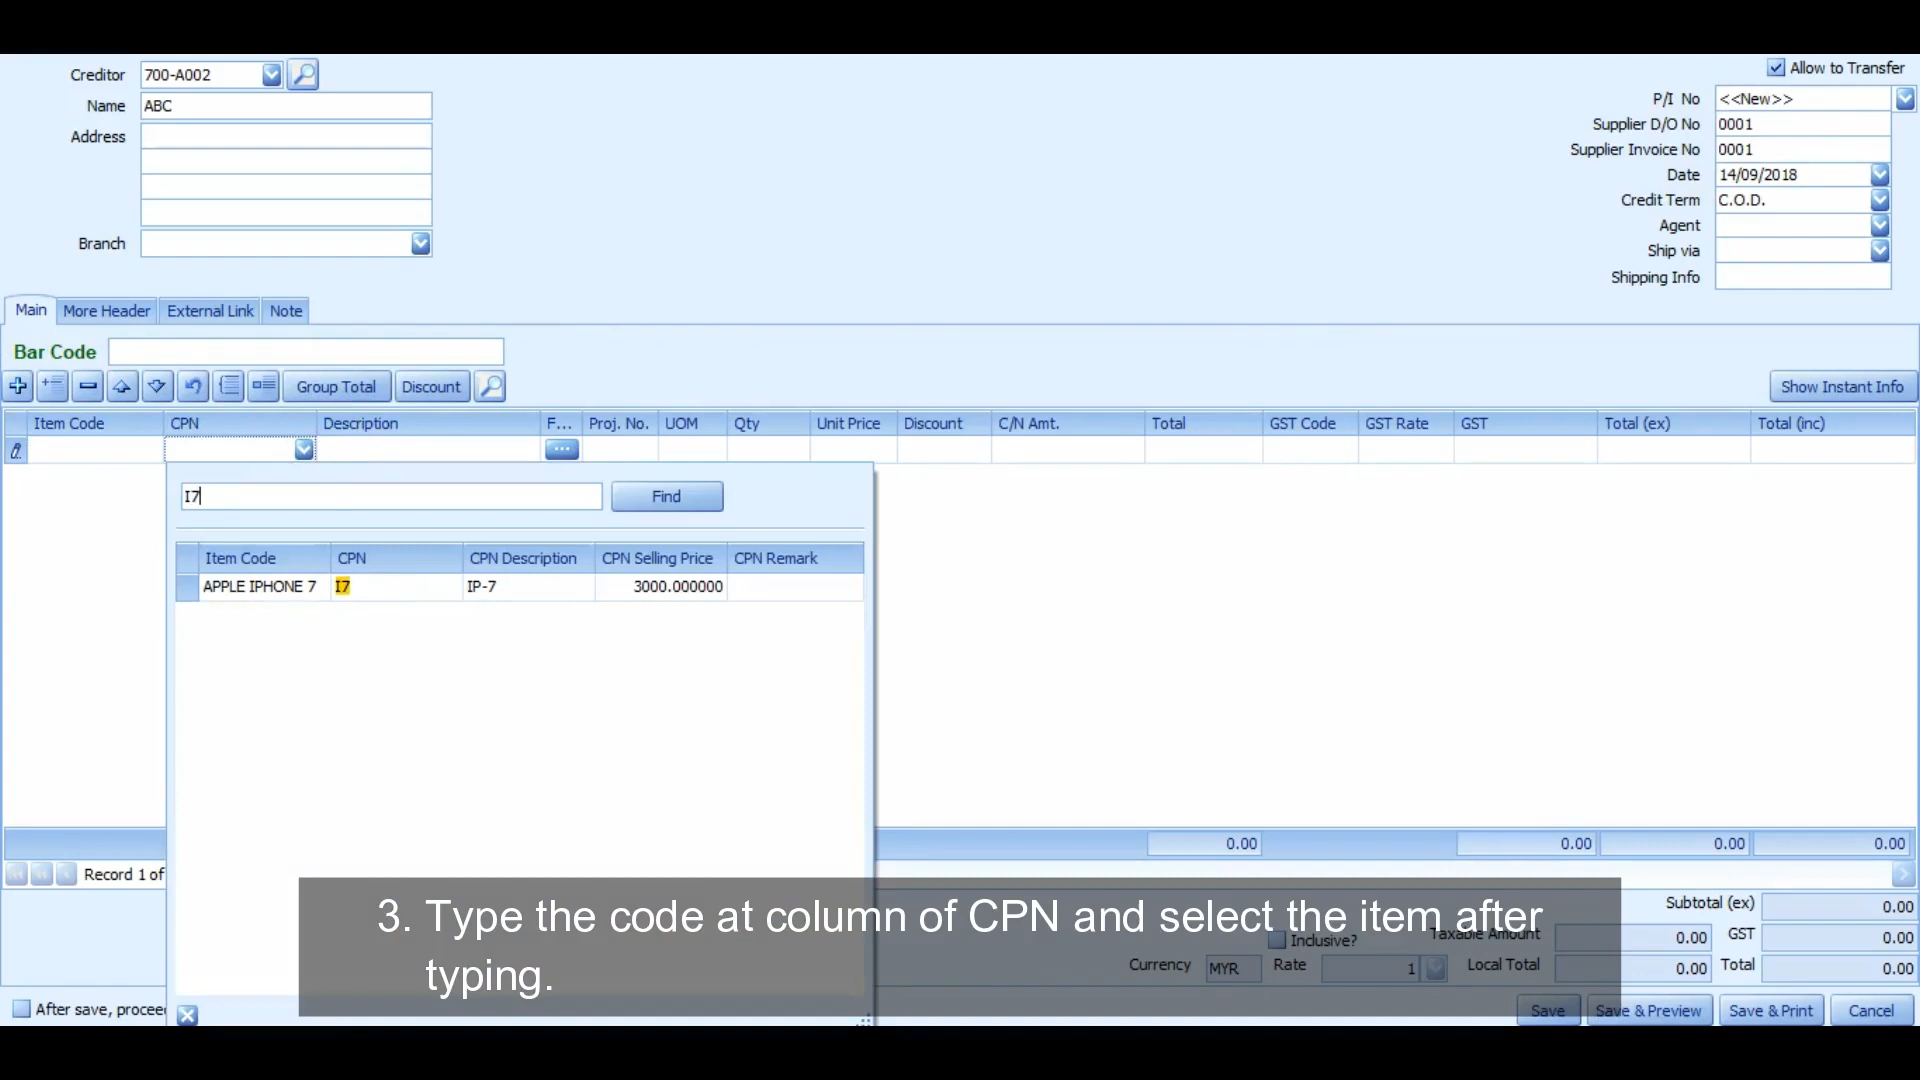 Creditor 700-A002
Allow to Transfer
Name ABC
P/I No <<New>>
Address
Supplier D/O No 0001
Supplier Invoice No 0001
Date 14/09/2018
Credit Term C.O.D.
Agent
Branch
Ship via
Shipping Info
Main More Header External Link Note
Bar Code
Group Total Discount Show Instant Info
Item Code CPN Description F... Proj. No. UOM Qty Unit Price Discount C/N Amt. Total GST Code GST Rate GST Total (ex) Total (inc)
I7 Find
Item Code CPN CPN Description CPN Selling Price CPN Remark
APPLE IPHONE 7 I7 IP-7 3000.000000
0.00 0.00 0.00 0.00
Record 1 of
3. Type the code at column of CPN and select the item after
typing.
Subtotal (ex) 0.00
Inclusive? Taxable Amount 0.00 GST 0.00
Currency MYR Rate 1 Local Total 0.00 Total 0.00
After save, proceed
Save Save & Preview Save & Print Cancel